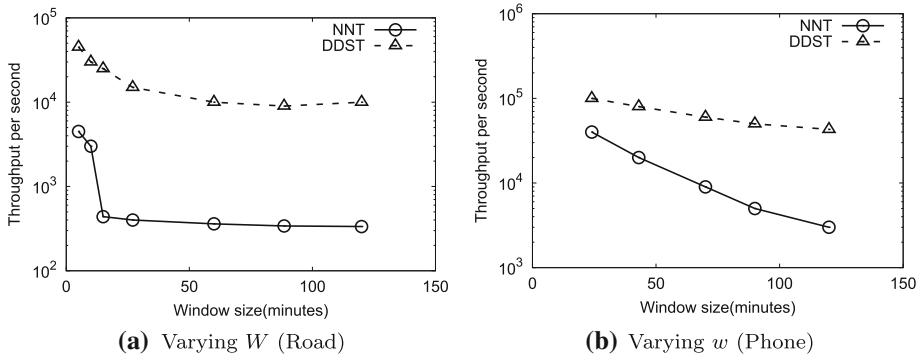 10^5
10^4
10^3
10^2
Throughput per second
NNT
DDST
0 50 100 150
Window size(minutes)
(a) Varying W (Road)
10^6
10^5
10^4
10^3
Throughput per second
NNT
DDST
0 50 100 150
Window size(minutes)
(b) Varying w (Phone)